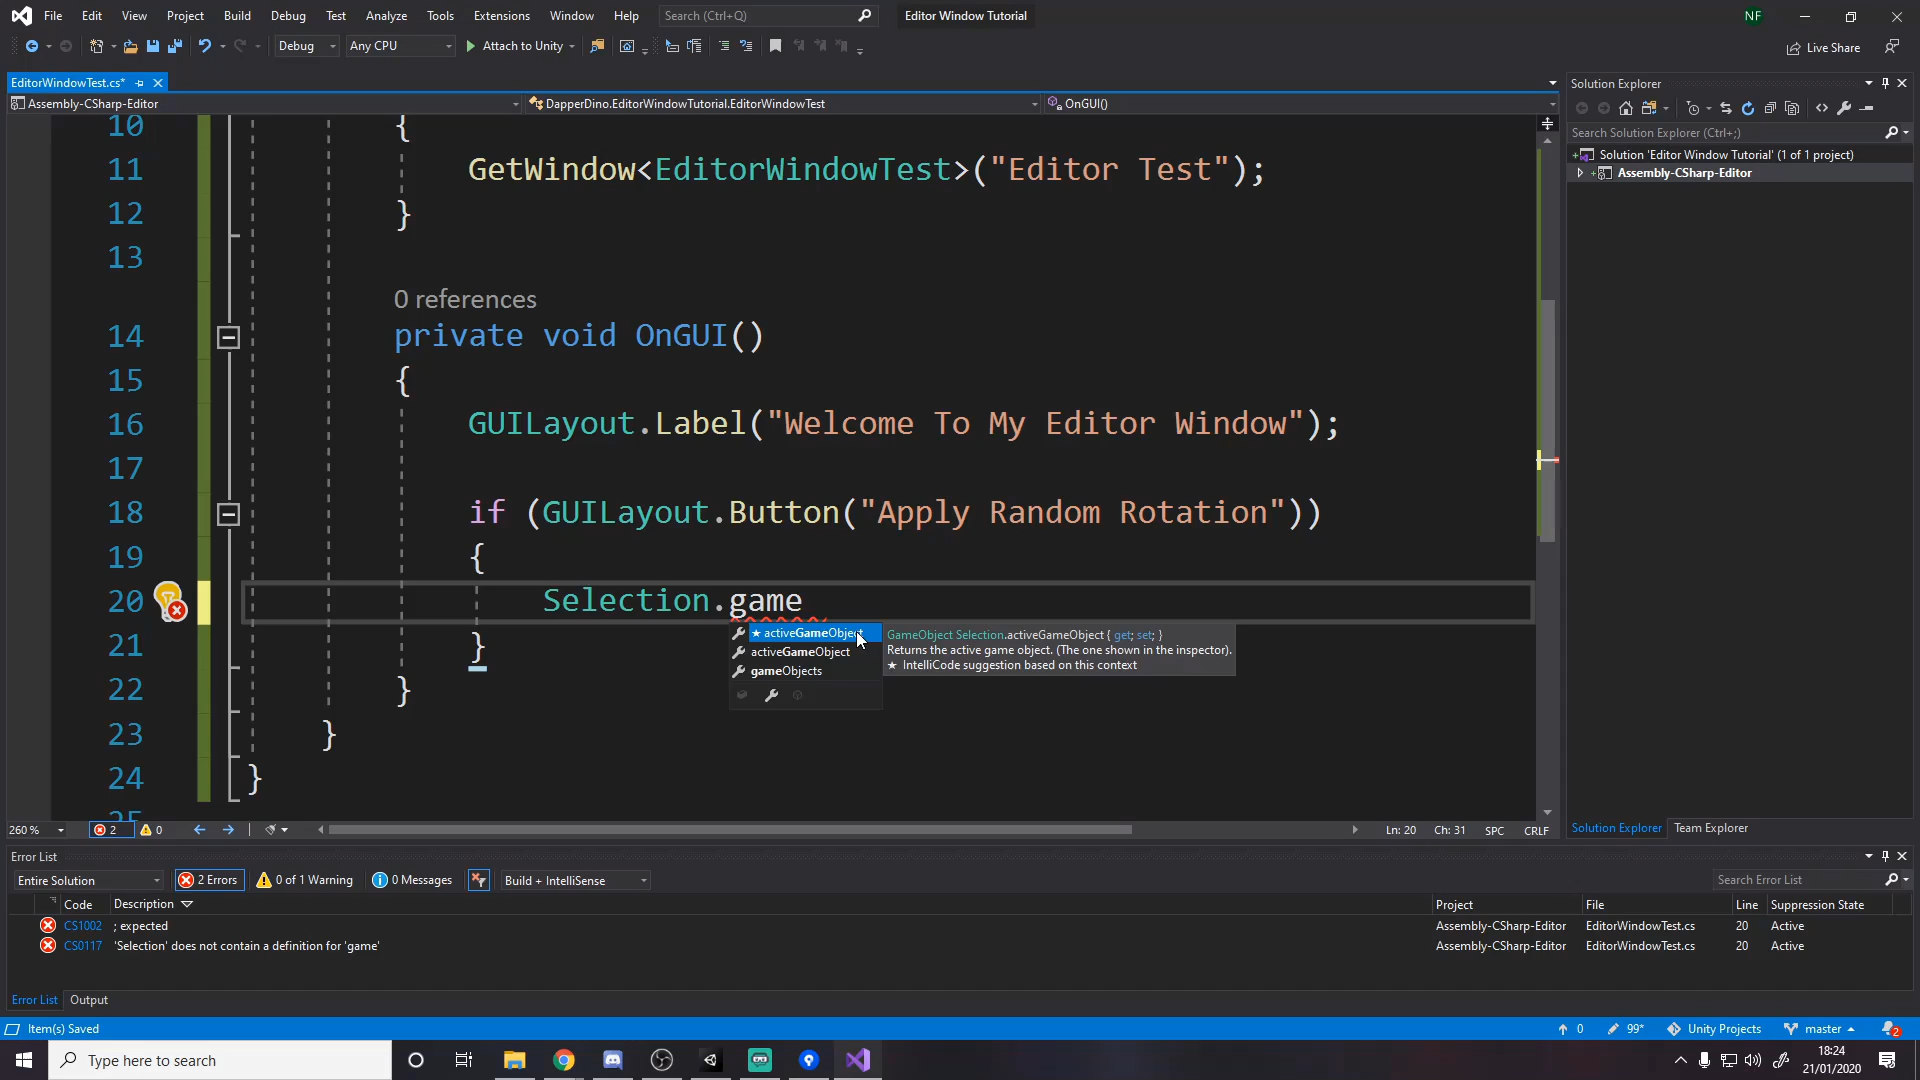 File Edit View Project Build Debug Test Analyze Tools Extensions Window Help Search (Ctrl+Q) Editor Window Tutorial NF
Debug Any CPU Attach to Unity Live Share
EditorWindowTest.cs*
Assembly-CSharp-Editor DapperDino.EditorWindowTutorial.EditorWindowTest OnGUI()
10 {
11 GetWindow<EditorWindowTest>("Editor Test");
12 }
13
0 references
14 private void OnGUI()
15 {
16 GUILayout.Label("Welcome To My Editor Window");
17
18 if (GUILayout.Button("Apply Random Rotation"))
19 {
20 Selection.game
21 }
22 }
23 }
24 }
25
★ activeGameObject
activeGameObject
gameObjects
GameObject Selection.activeGameObject { get; set; }
Returns the active game object. (The one shown in the inspector).
★ IntelliCode suggestion based on this context
260 % 2 0 Ln: 20 Ch: 31 SPC CRLF
Solution Explorer
Search Solution Explorer (Ctrl+;)
Solution 'Editor Window Tutorial' (1 of 1 project)
Assembly-CSharp-Editor
Solution Explorer Team Explorer
Error List
Entire Solution 2 Errors 0 of 1 Warning 0 Messages Build + IntelliSense Search Error List
Code Description Project File Line Suppression State
CS1002 ; expected Assembly-CSharp-Editor EditorWindowTest.cs 20 Active
CS0117 'Selection' does not contain a definition for 'game' Assembly-CSharp-Editor EditorWindowTest.cs 20 Active
Error List Output
Item(s) Saved 0 99* Unity Projects master 2
Type here to search 18:24
21/01/2020